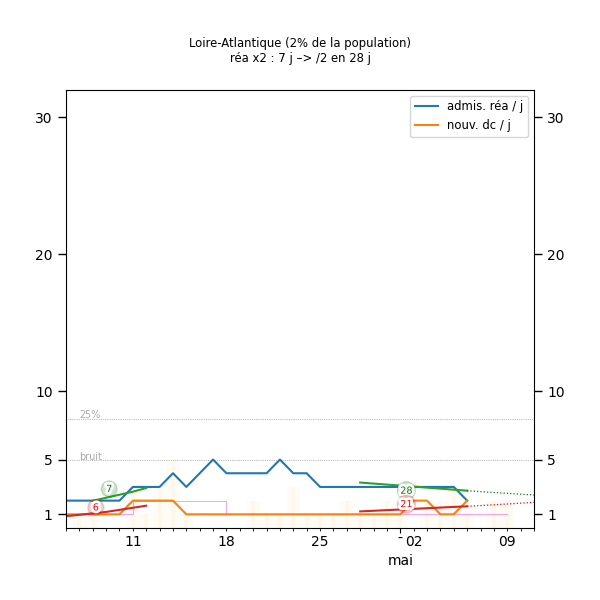 Loire-Atlantique (2% de la population)
réa x2 : 7 j –> /2 en 28 j
admis. réa / j
nouv. dc / j
30 30
20 20
10 10
25%
bruit
5 5
7
28
6
21
1 1
11 18 25 02 09
mai